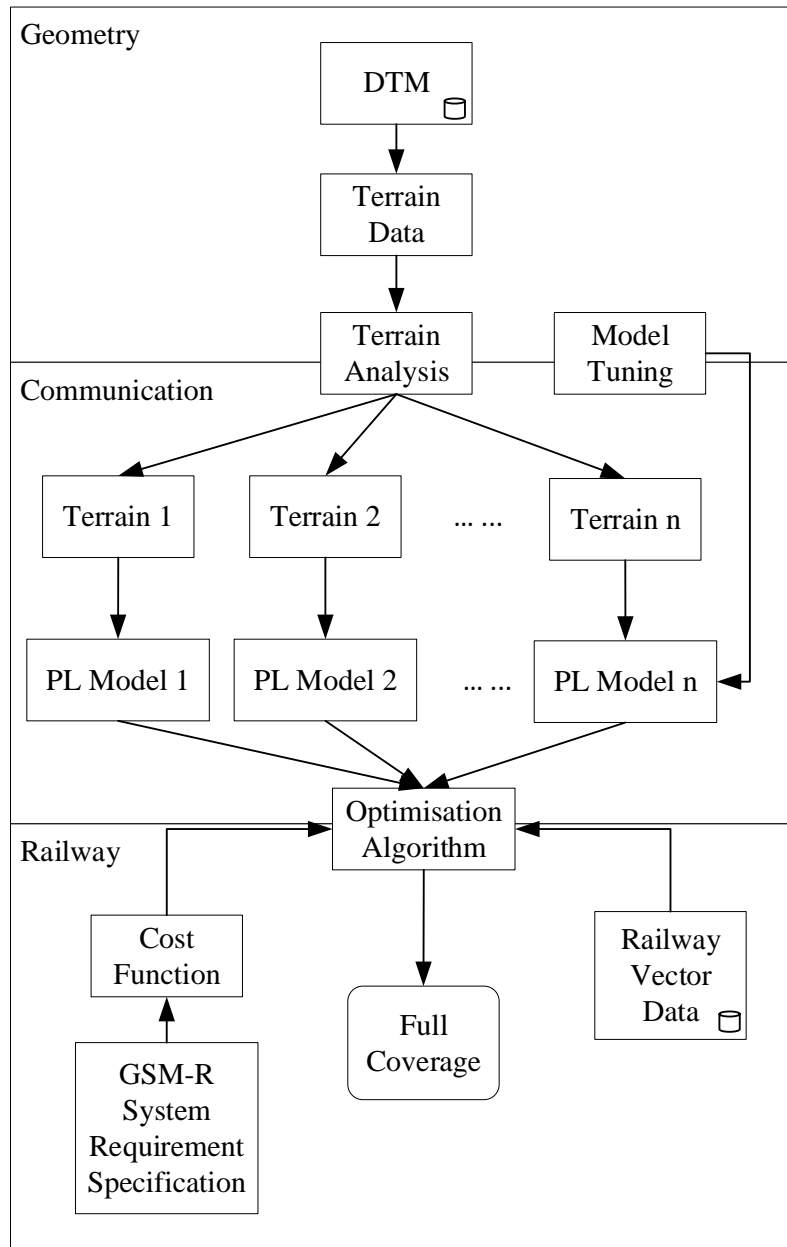 Geometry
DTM
Terrain
Data
Terrain
Analysis
Model
Tuning
Communication
Terrain 1
Terrain 2
... ...
Terrain n
PL Model 1
PL Model 2
... ...
PL Model n
Optimisation
Algorithm
Railway
Cost
Function
Railway
Vector
Data
Full
Coverage
GSM-R
System
Requirement
Specification